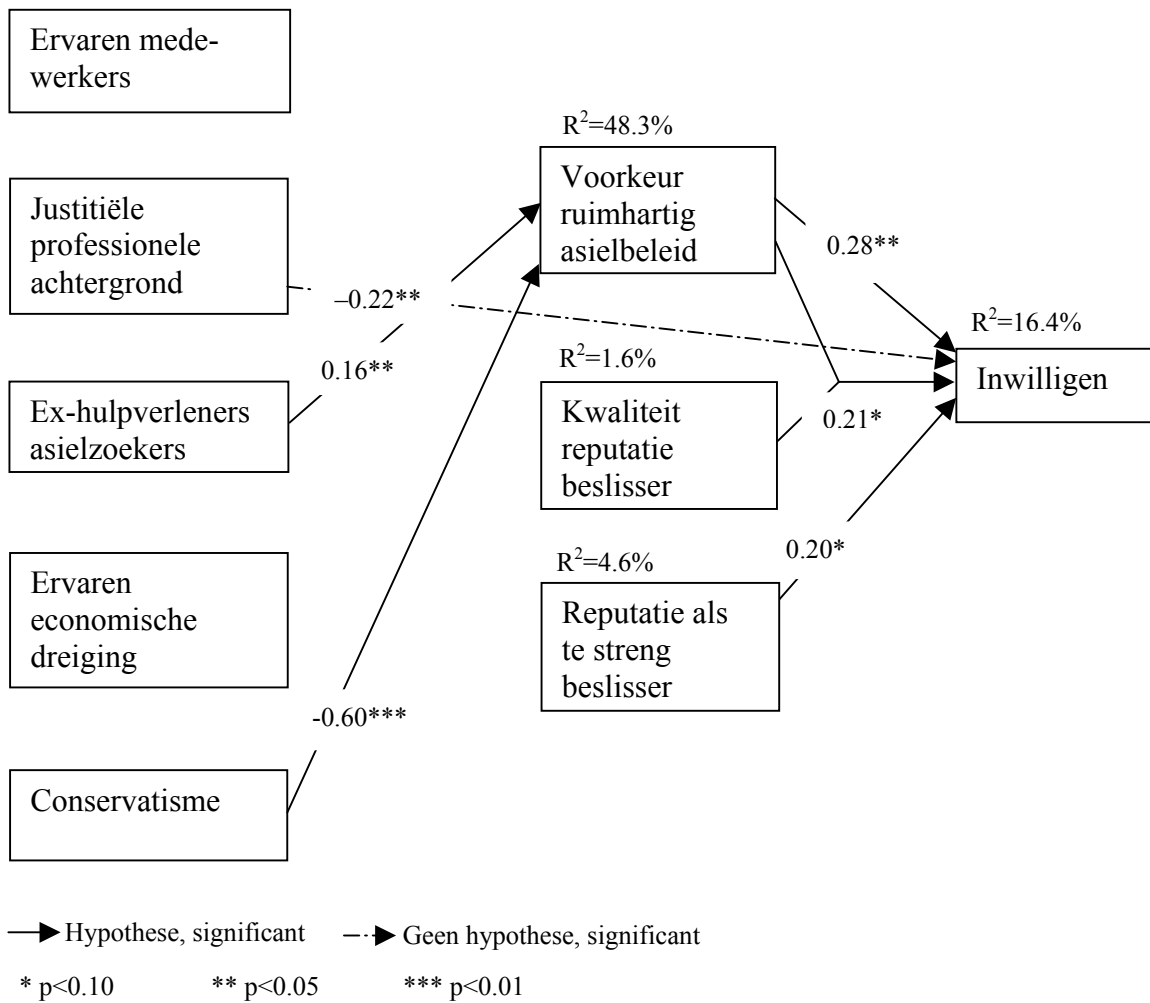 Ervaren mede-
werkers
R²=48.3%
Voorkeur
ruimhartig
asielbeleid
Justitiële
professionele
achtergrond
0.28**
–0.22**
R²=16.4%
Inwilligen
0.16**
R²=1.6%
Kwaliteit
reputatie
beslisser
0.21*
Ex-hulpverleners
asielzoekers
0.20*
R²=4.6%
Reputatie als
te streng
beslisser
Ervaren
economische
dreiging
-0.60***
Conservatisme
Hypothese, significant Geen hypothese, significant
* p<0.10 ** p<0.05 *** p<0.01